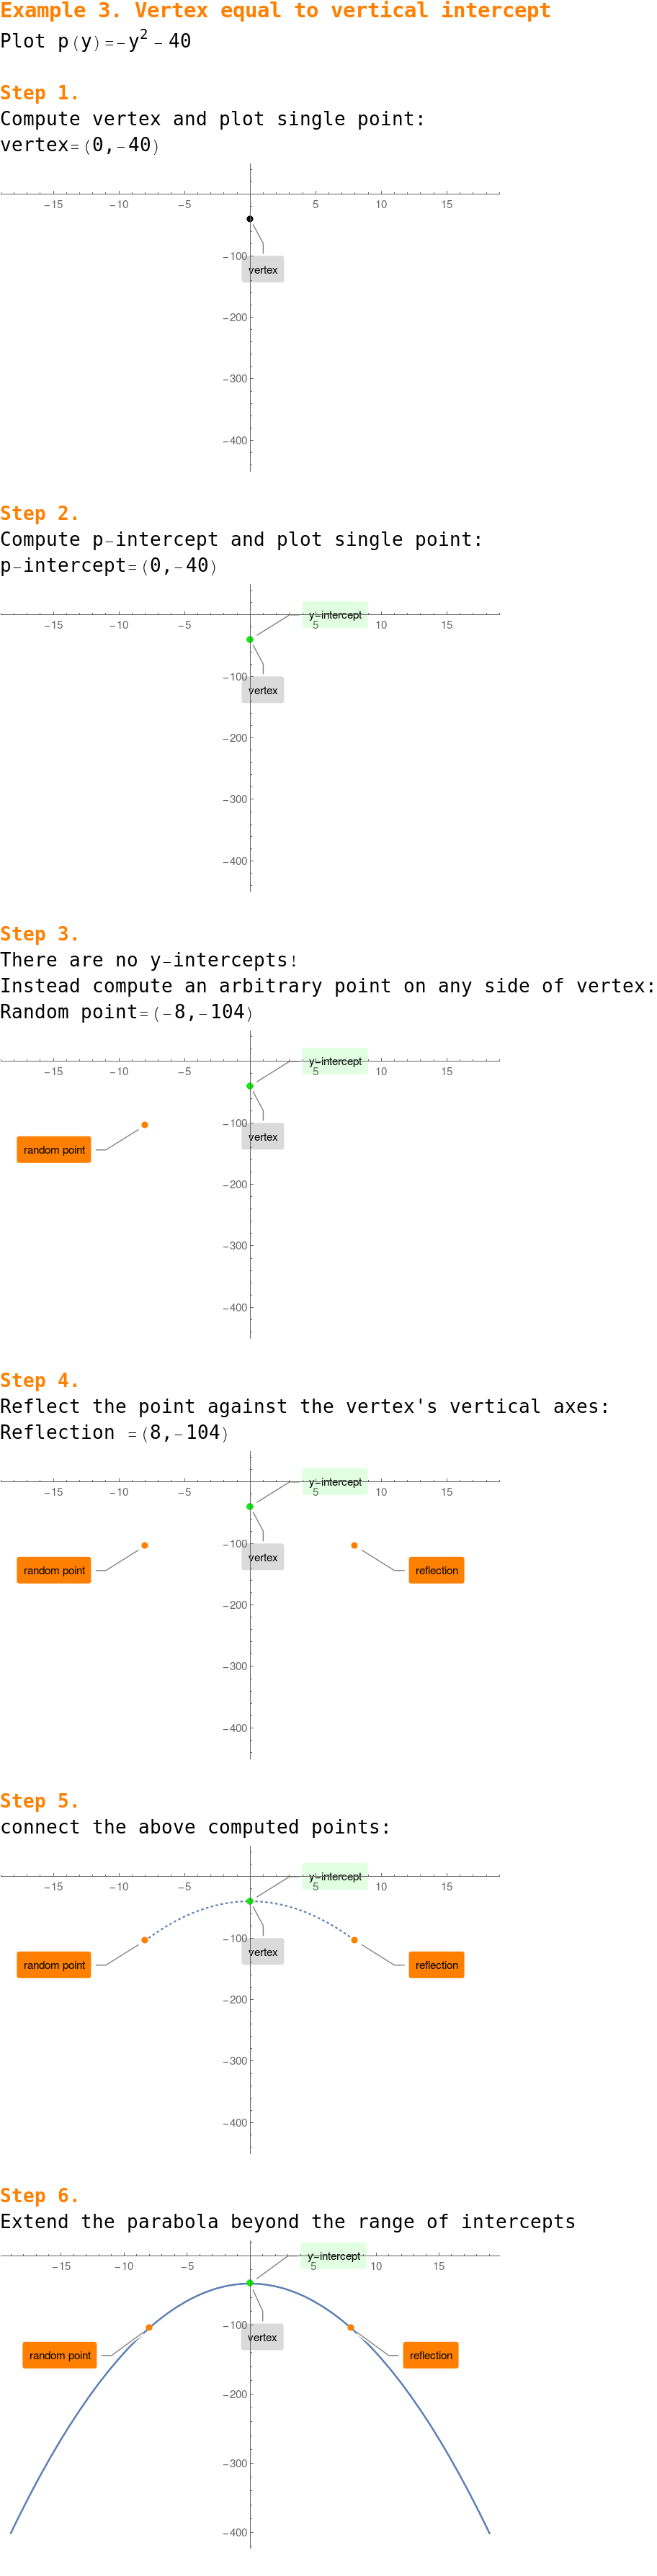 Example 3. Vertex equal to vertical intercept
Plot p(y)=-y² - 40
Step 1.
Compute vertex and plot single point:
vertex=(0,-40)
-15 -10 -5 5 10 15
-100
vertex
-200
-300
-400
Step 2.
Compute p-intercept and plot single point:
p-intercept=(0,-40)
y-intercept
-15 -10 -5 5 10 15
-100
vertex
-200
-300
-400
Step 3.
There are no y-intercepts!
Instead compute an arbitrary point on any side of vertex:
Random point=(-8,-104)
y-intercept
-15 -10 -5 5 10 15
-100
vertex
random point
-200
-300
-400
Step 4.
Reflect the point against the vertex's vertical axes:
Reflection =(8,-104)
y-intercept
-15 -10 -5 5 10 15
-100
vertex
random point reflection
-200
-300
-400
Step 5.
connect the above computed points:
y-intercept
-15 -10 -5 5 10 15
-100
vertex
random point reflection
-200
-300
-400
Step 6.
Extend the parabola beyond the range of intercepts
y-intercept
-15 -10 -5 5 10 15
-100
vertex
random point reflection
-200
-300
-400